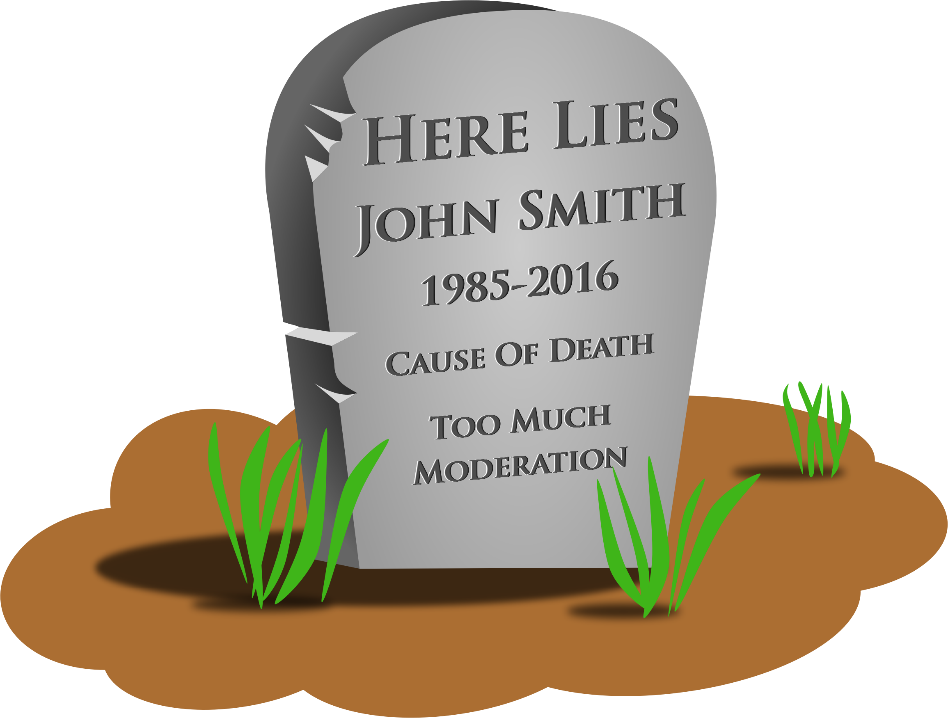 Here Lies
John Smith
1985-2016
Cause Of Death
Too Much
Moderation